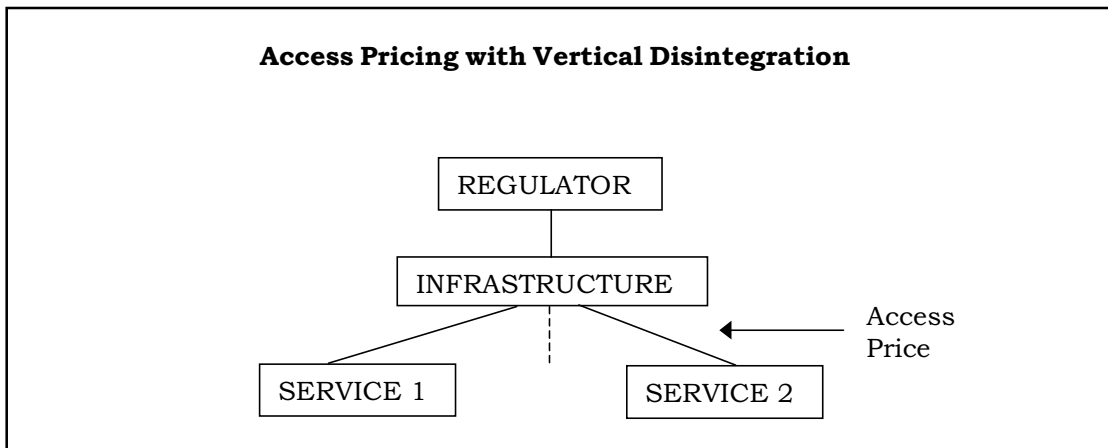 Access Pricing with Vertical Disintegration
REGULATOR
INFRASTRUCTURE
Access
Price
SERVICE 1
SERVICE 2